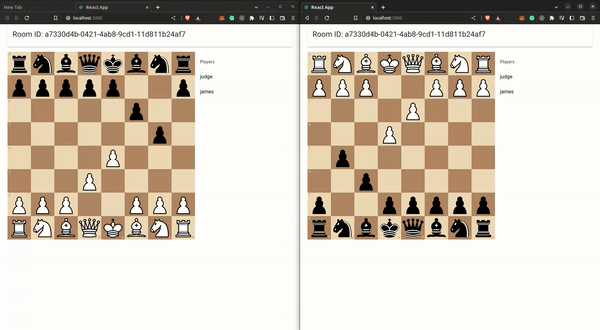 New Tab
React App
localhost:3000
Room ID: a7330d4b-0421-4ab8-9cd1-11d811b24af7
Players
judge
james
React App
localhost:3000
Room ID: a7330d4b-0421-4ab8-9cd1-11d811b24af7
Players
judge
james